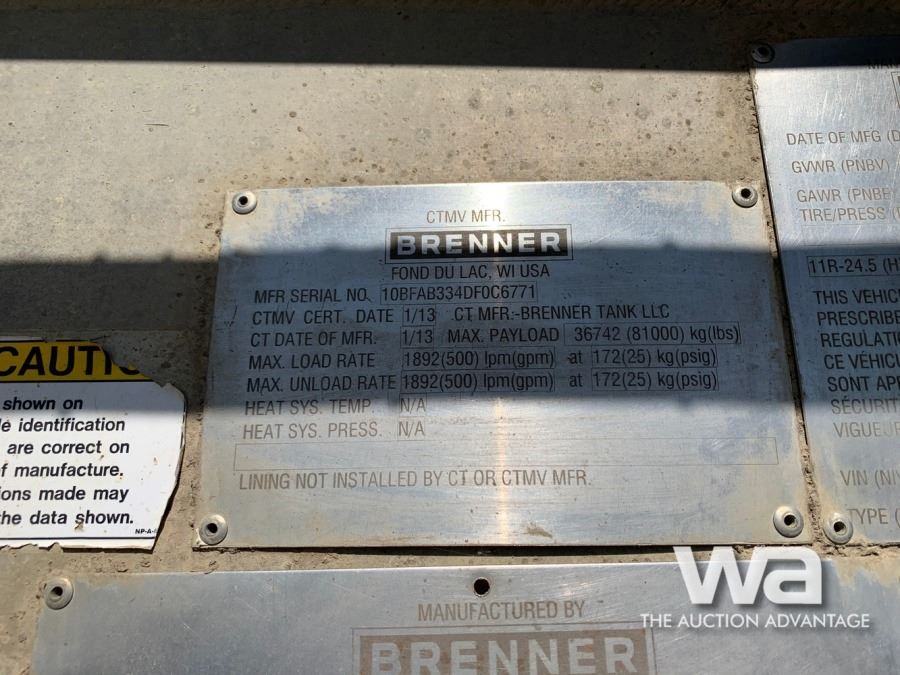 CTMV MFR.
BRENNER
FOND DU LAC, WI USA
MFR SERIAL NO. 10BFAB334DF0C6771
CTMV CERT. DATE 1/13 CT MFR:-BRENNER TANK LLC
CT DATE OF MFR. 1/13 MAX. PAYLOAD 36742 (81000) kg(lbs)
MAX. LOAD RATE 1892(500) lpm(gpm) at 172(25) kg(psig)
MAX. UNLOAD RATE 1892(500) lpm(gpm) at 172(25) kg(psig)
HEAT SYS. TEMP. N/A
HEAT SYS. PRESS. N/A
LINING NOT INSTALLED BY CT OR CTMV MFR.
CAUTIO
shown on
identification
are correct on
manufacture.
made may
the data shown.
DATE OF MFG
GVWR (PNBV)
GAWR
TIRE/PRESS
11R-24.5
THIS VEHIC
PRESCRIBE
REGULATIO
CE VÉHIC
SONT APP
SÉCURIT
VIGUEUR
VIN
TYPE
MANUFACTURED BY
BRENNER
wa
THE AUCTION ADVANTAGE